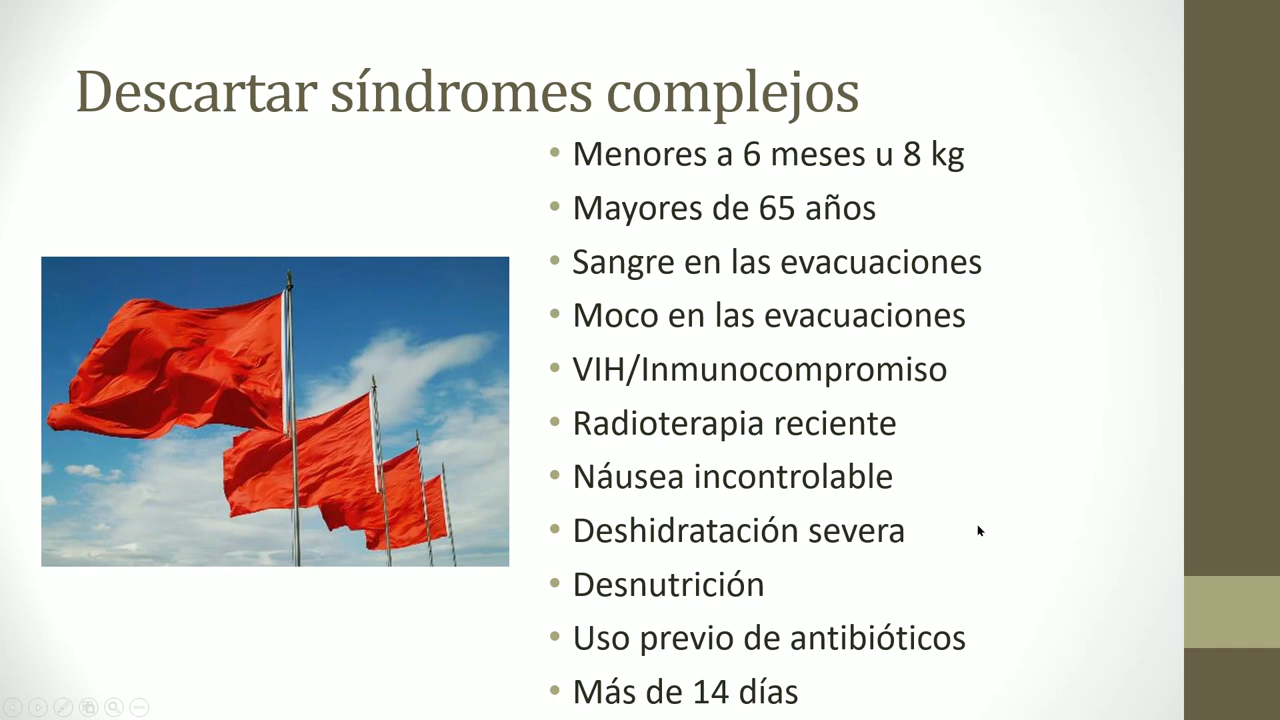 Descartar síndromes complejos
• Menores a 6 meses u 8 kg
• Mayores de 65 años
• Sangre en las evacuaciones
• Moco en las evacuaciones
• VIH/Inmunocompromiso
• Radioterapia reciente
• Náusea incontrolable
• Deshidratación severa
• Desnutrición
• Uso previo de antibióticos
• Más de 14 días